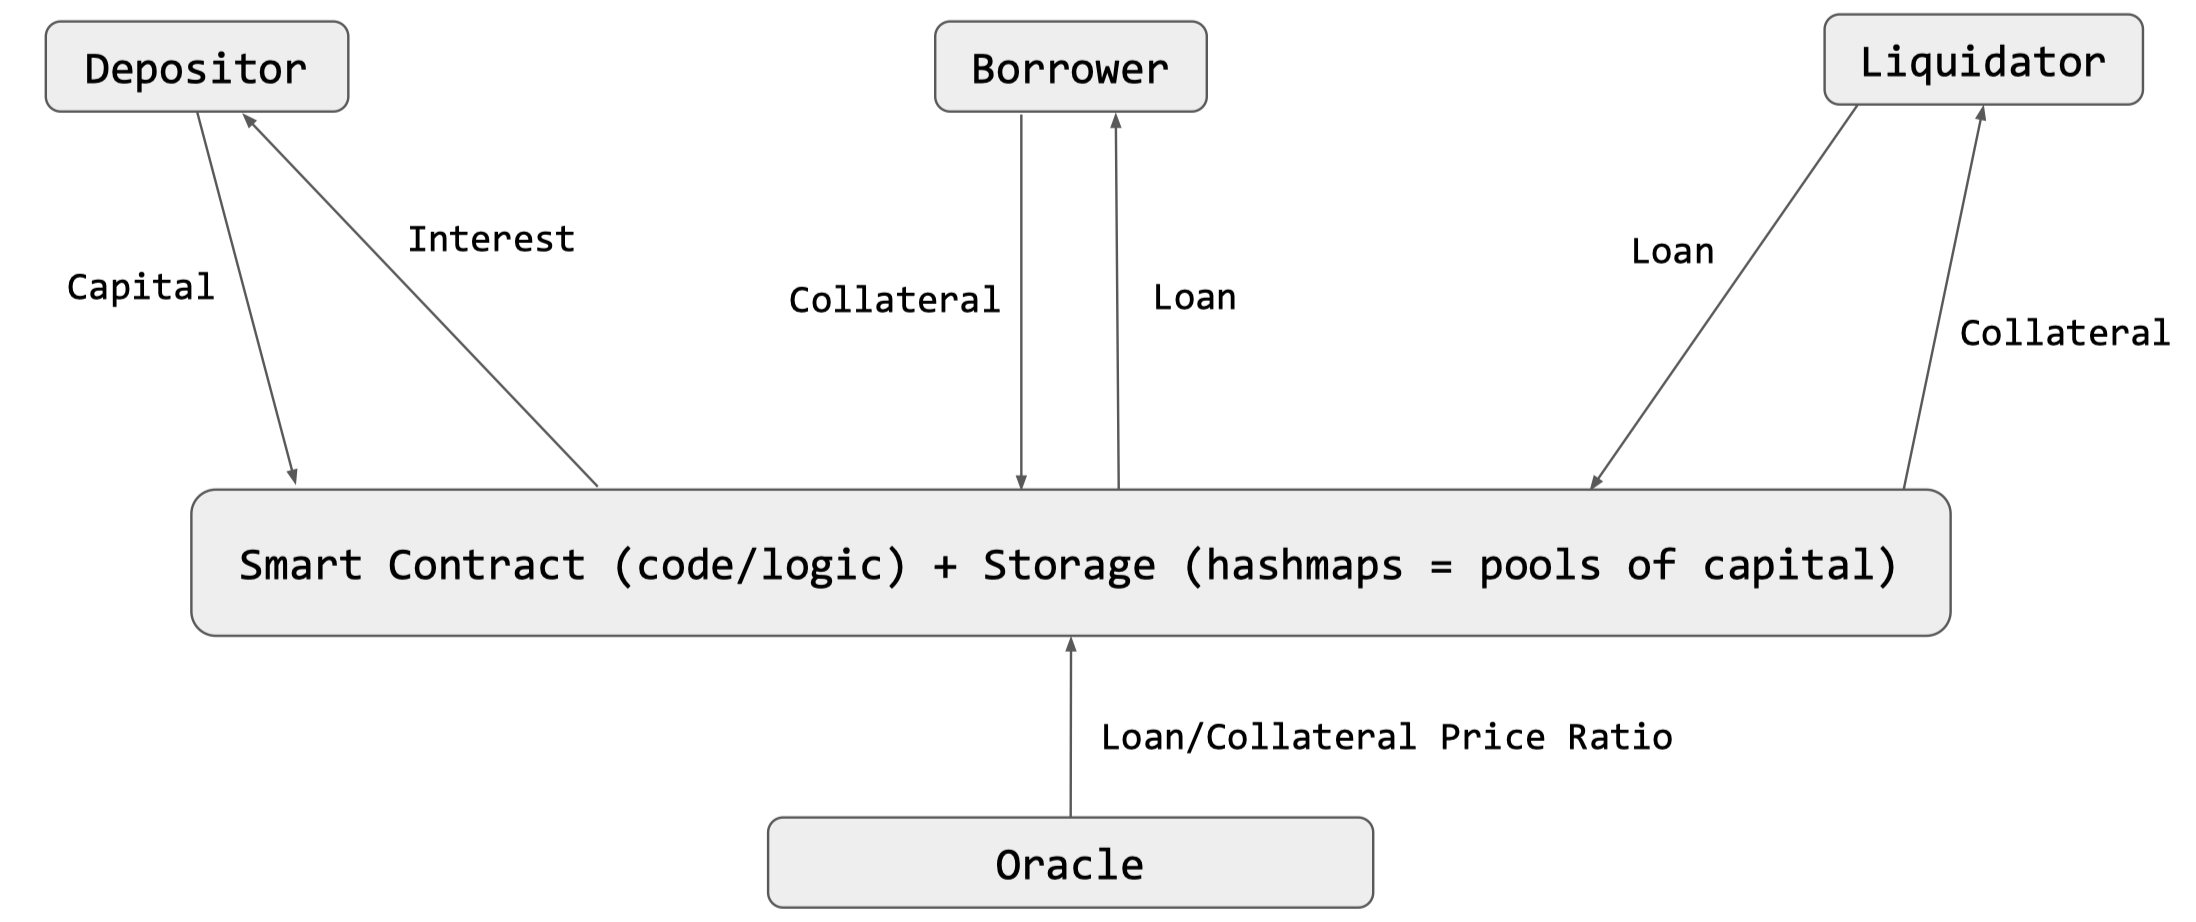 Depositor
Borrower
Liquidator
Interest
Loan
Capital
Collateral
Loan
Collateral
Smart Contract (code/logic) + Storage (hashmaps = pools of capital)
Loan/Collateral Price Ratio
Oracle